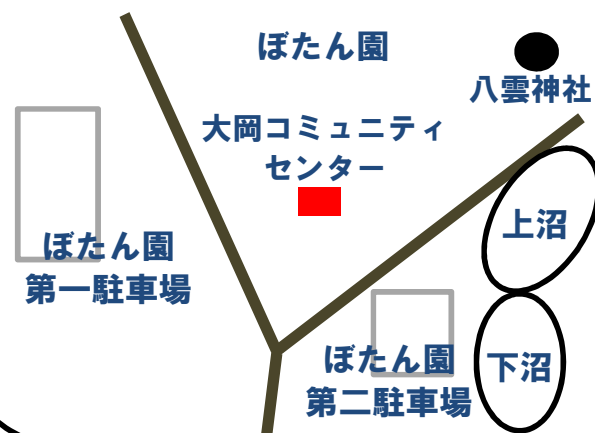 ぼたん園
八雲神社
大岡コミュニティ
センター
上沼
ぼたん園
第一駐車場
ぼたん園
第二駐車場
下沼